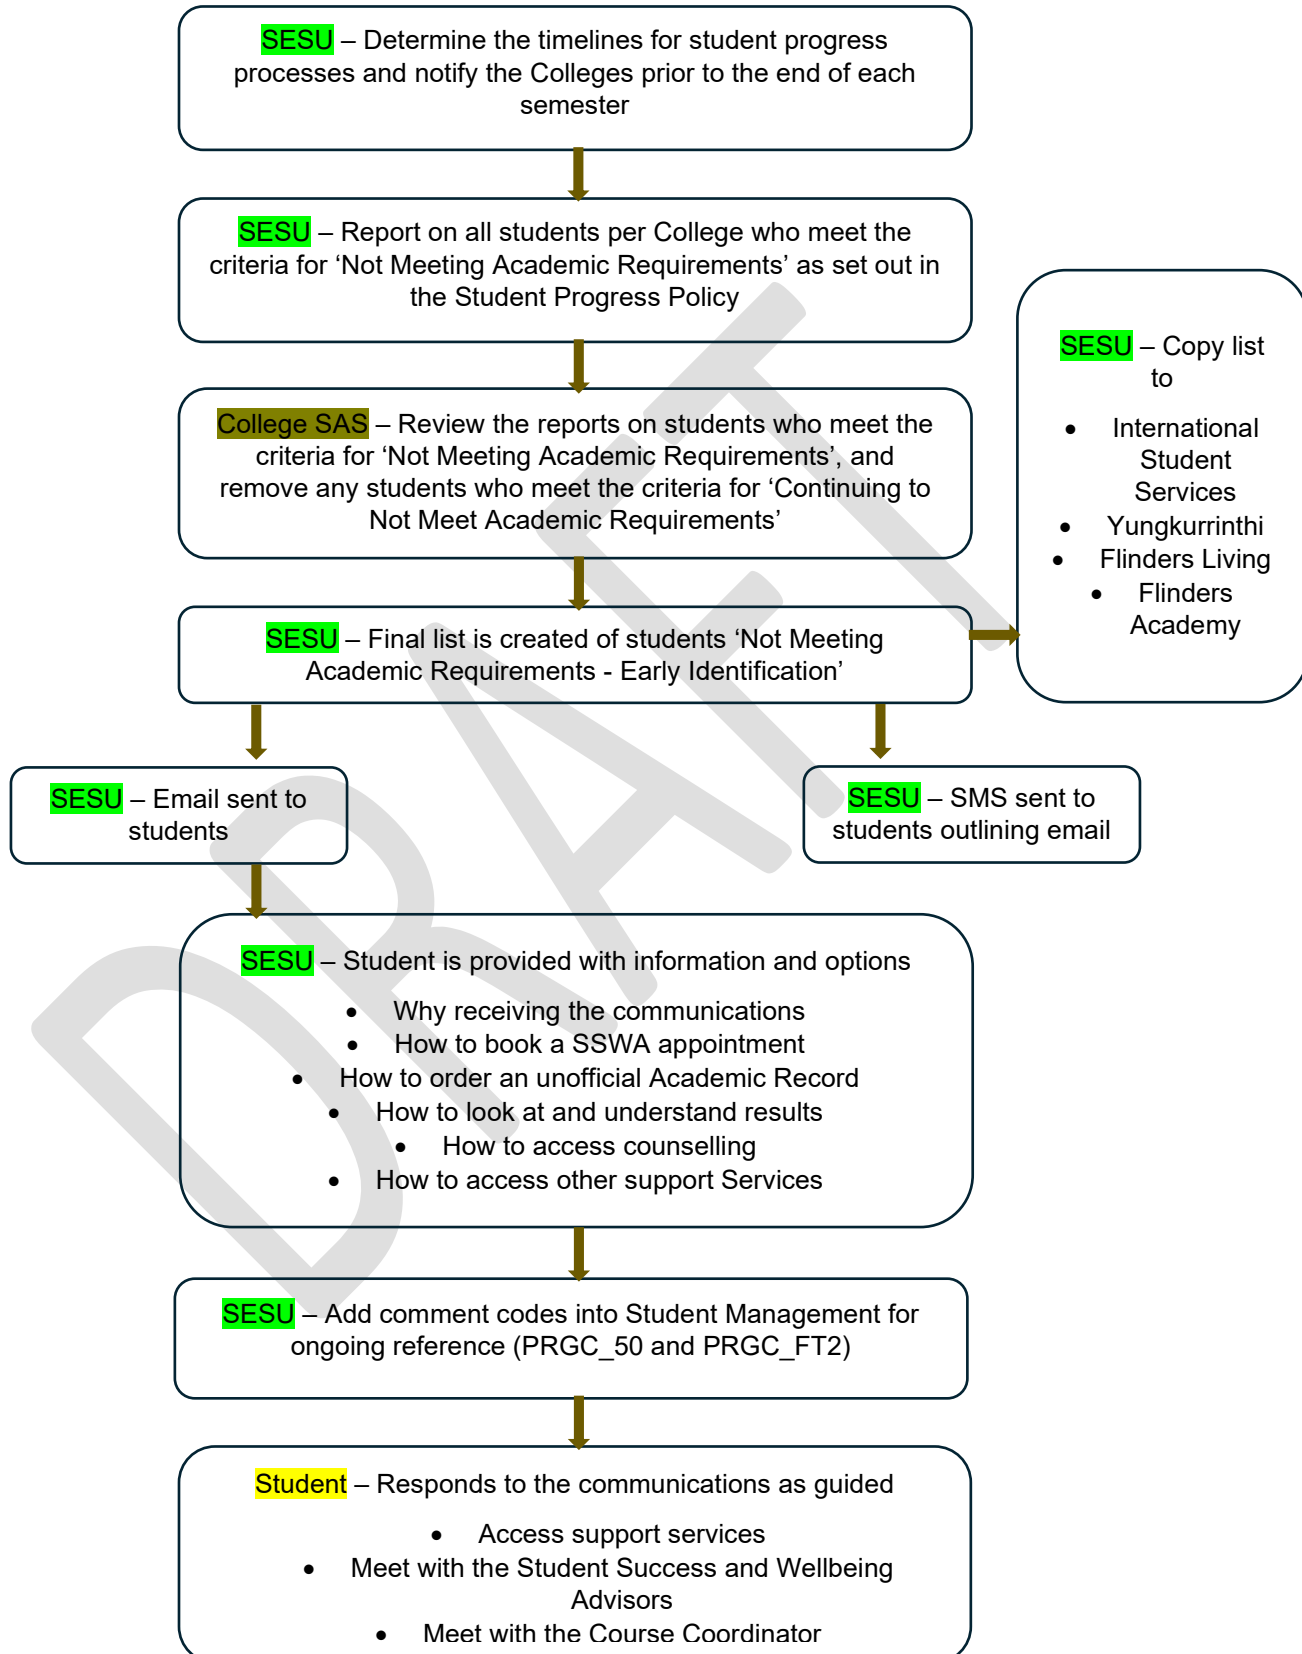 SESU – Determine the timelines for student progress
processes and notify the Colleges prior to the end of each
semester
SESU – Report on all students per College who meet the
criteria for ‘Not Meeting Academic Requirements’ as set out in
the Student Progress Policy
College SAS – Review the reports on students who meet the
criteria for ‘Not Meeting Academic Requirements’, and
remove any students who meet the criteria for ‘Continuing to
Not Meet Academic Requirements’
SESU – Final list is created of students ‘Not Meeting
Academic Requirements - Early Identification’
SESU – Copy list
to
• International
Student
Services
• Yungkurrinthi
• Flinders Living
• Flinders
Academy
SESU – Email sent to
students
SESU – SMS sent to
students outlining email
SESU – Student is provided with information and options
• Why receiving the communications
• How to book a SSWA appointment
• How to order an unofficial Academic Record
• How to look at and understand results
• How to access counselling
• How to access other support Services
SESU – Add comment codes into Student Management for
ongoing reference (PRGC_50 and PRGC_FT2)
Student – Responds to the communications as guided
• Access support services
• Meet with the Student Success and Wellbeing
Advisors
• Meet with the Course Coordinator
DRAFT